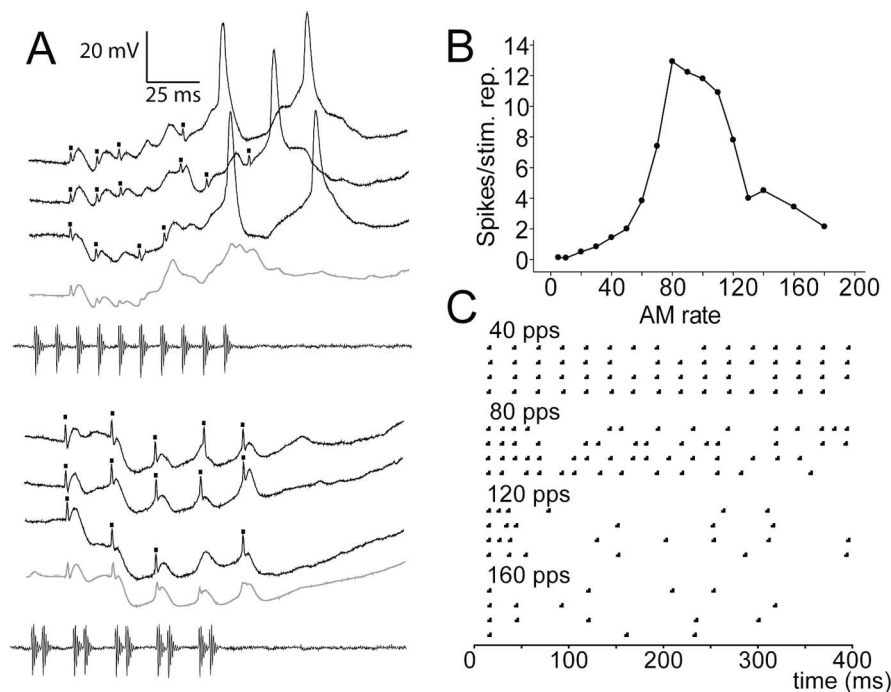 A
20 mV
25 ms
B
Spikes/stim. rep.
14
12
10
8
6
4
2
0
0 40 80 120 160 200
AM rate
C
40 pps
80 pps
120 pps
160 pps
0 100 200 300 400
time (ms)